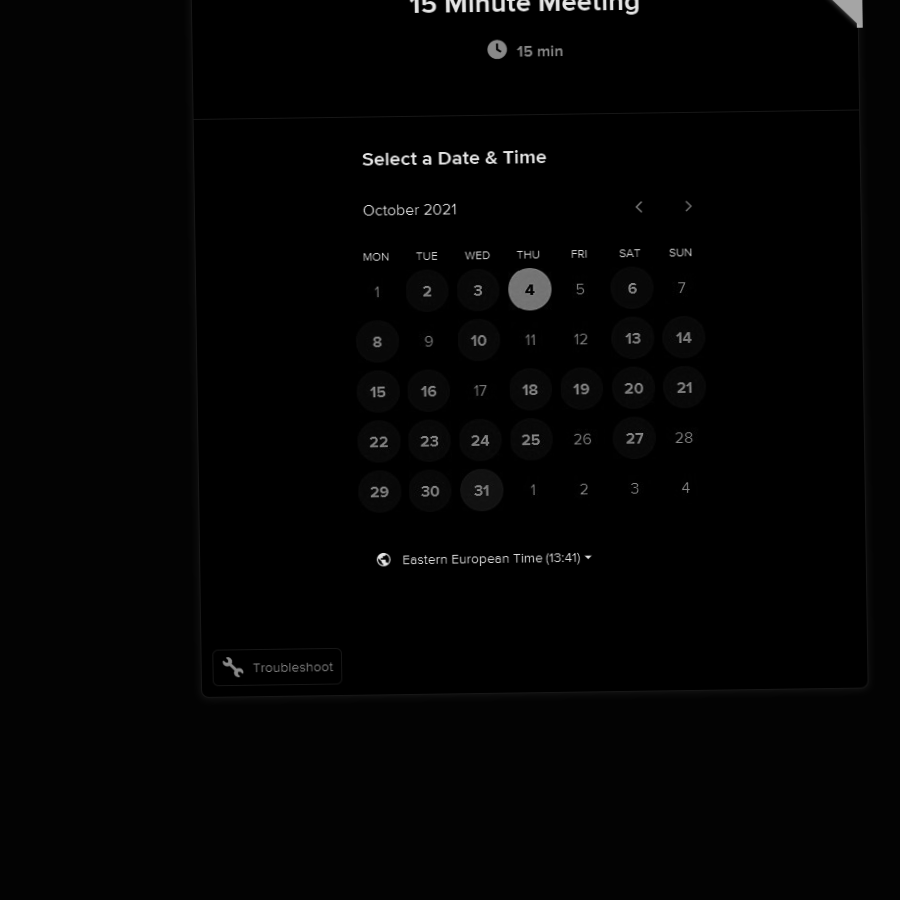 15 Minute Meeting
15 min
Select a Date & Time
October 2021
MON TUE WED THU FRI SAT SUN
1 2 3 4 5 6 7
8 9 10 11 12 13 14
15 16 17 18 19 20 21
22 23 24 25 26 27 28
29 30 31 1 2 3 4
Eastern European Time (13:41)
Troubleshoot